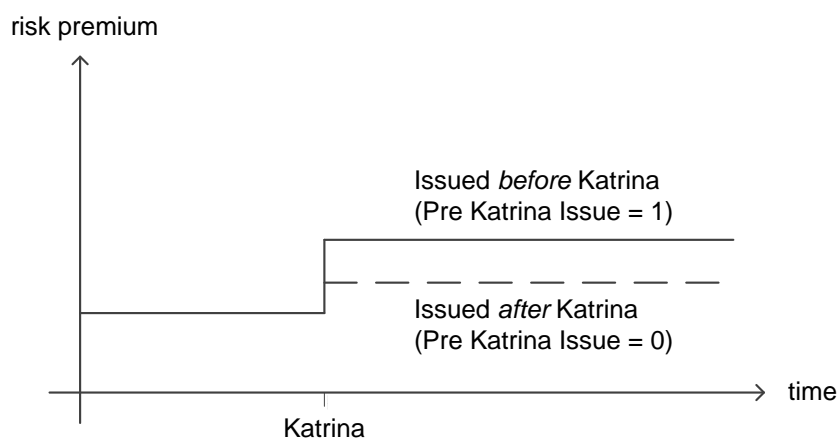 risk premium
Issued before Katrina
(Pre Katrina Issue = 1)
Issued after Katrina
(Pre Katrina Issue = 0)
time
Katrina